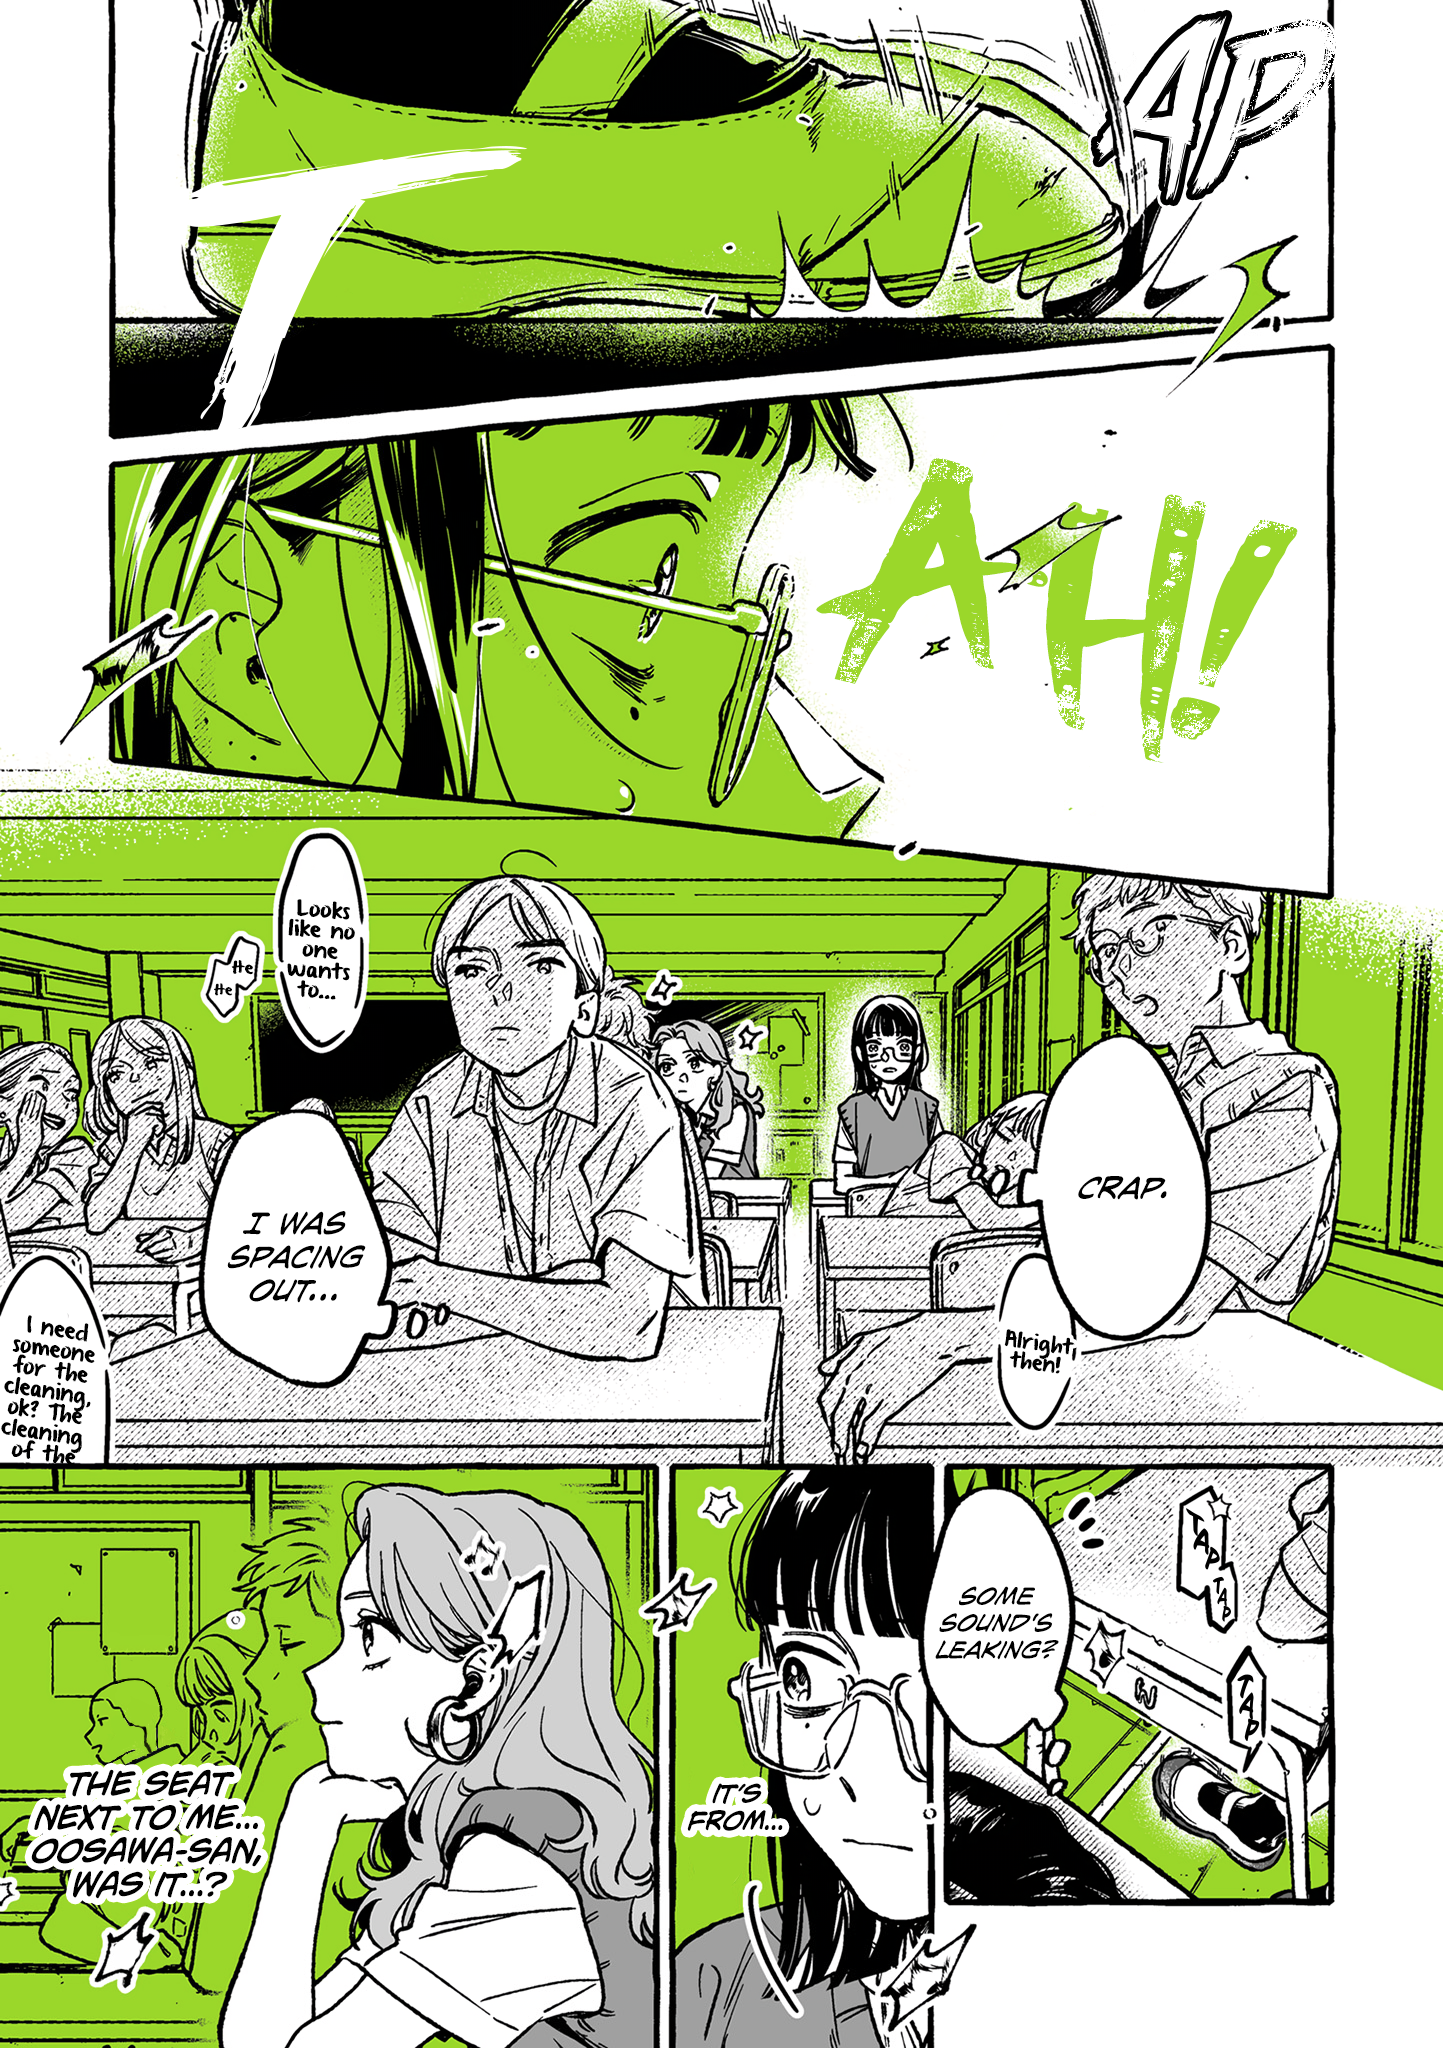 TAP
AH!
CRAP.
Alright,
then!
Looks
like no
one
wants
to...
He
He
I WAS
SPACING
OUT...
I need
someone
for the
cleaning,
ok? The
cleaning
of the
TAP
TAP
TAP
SOME
SOUND'S
LEAKING?
IT'S
FROM...
THE SEAT
NEXT TO ME...
OOSAWA-SAN,
WAS IT...?